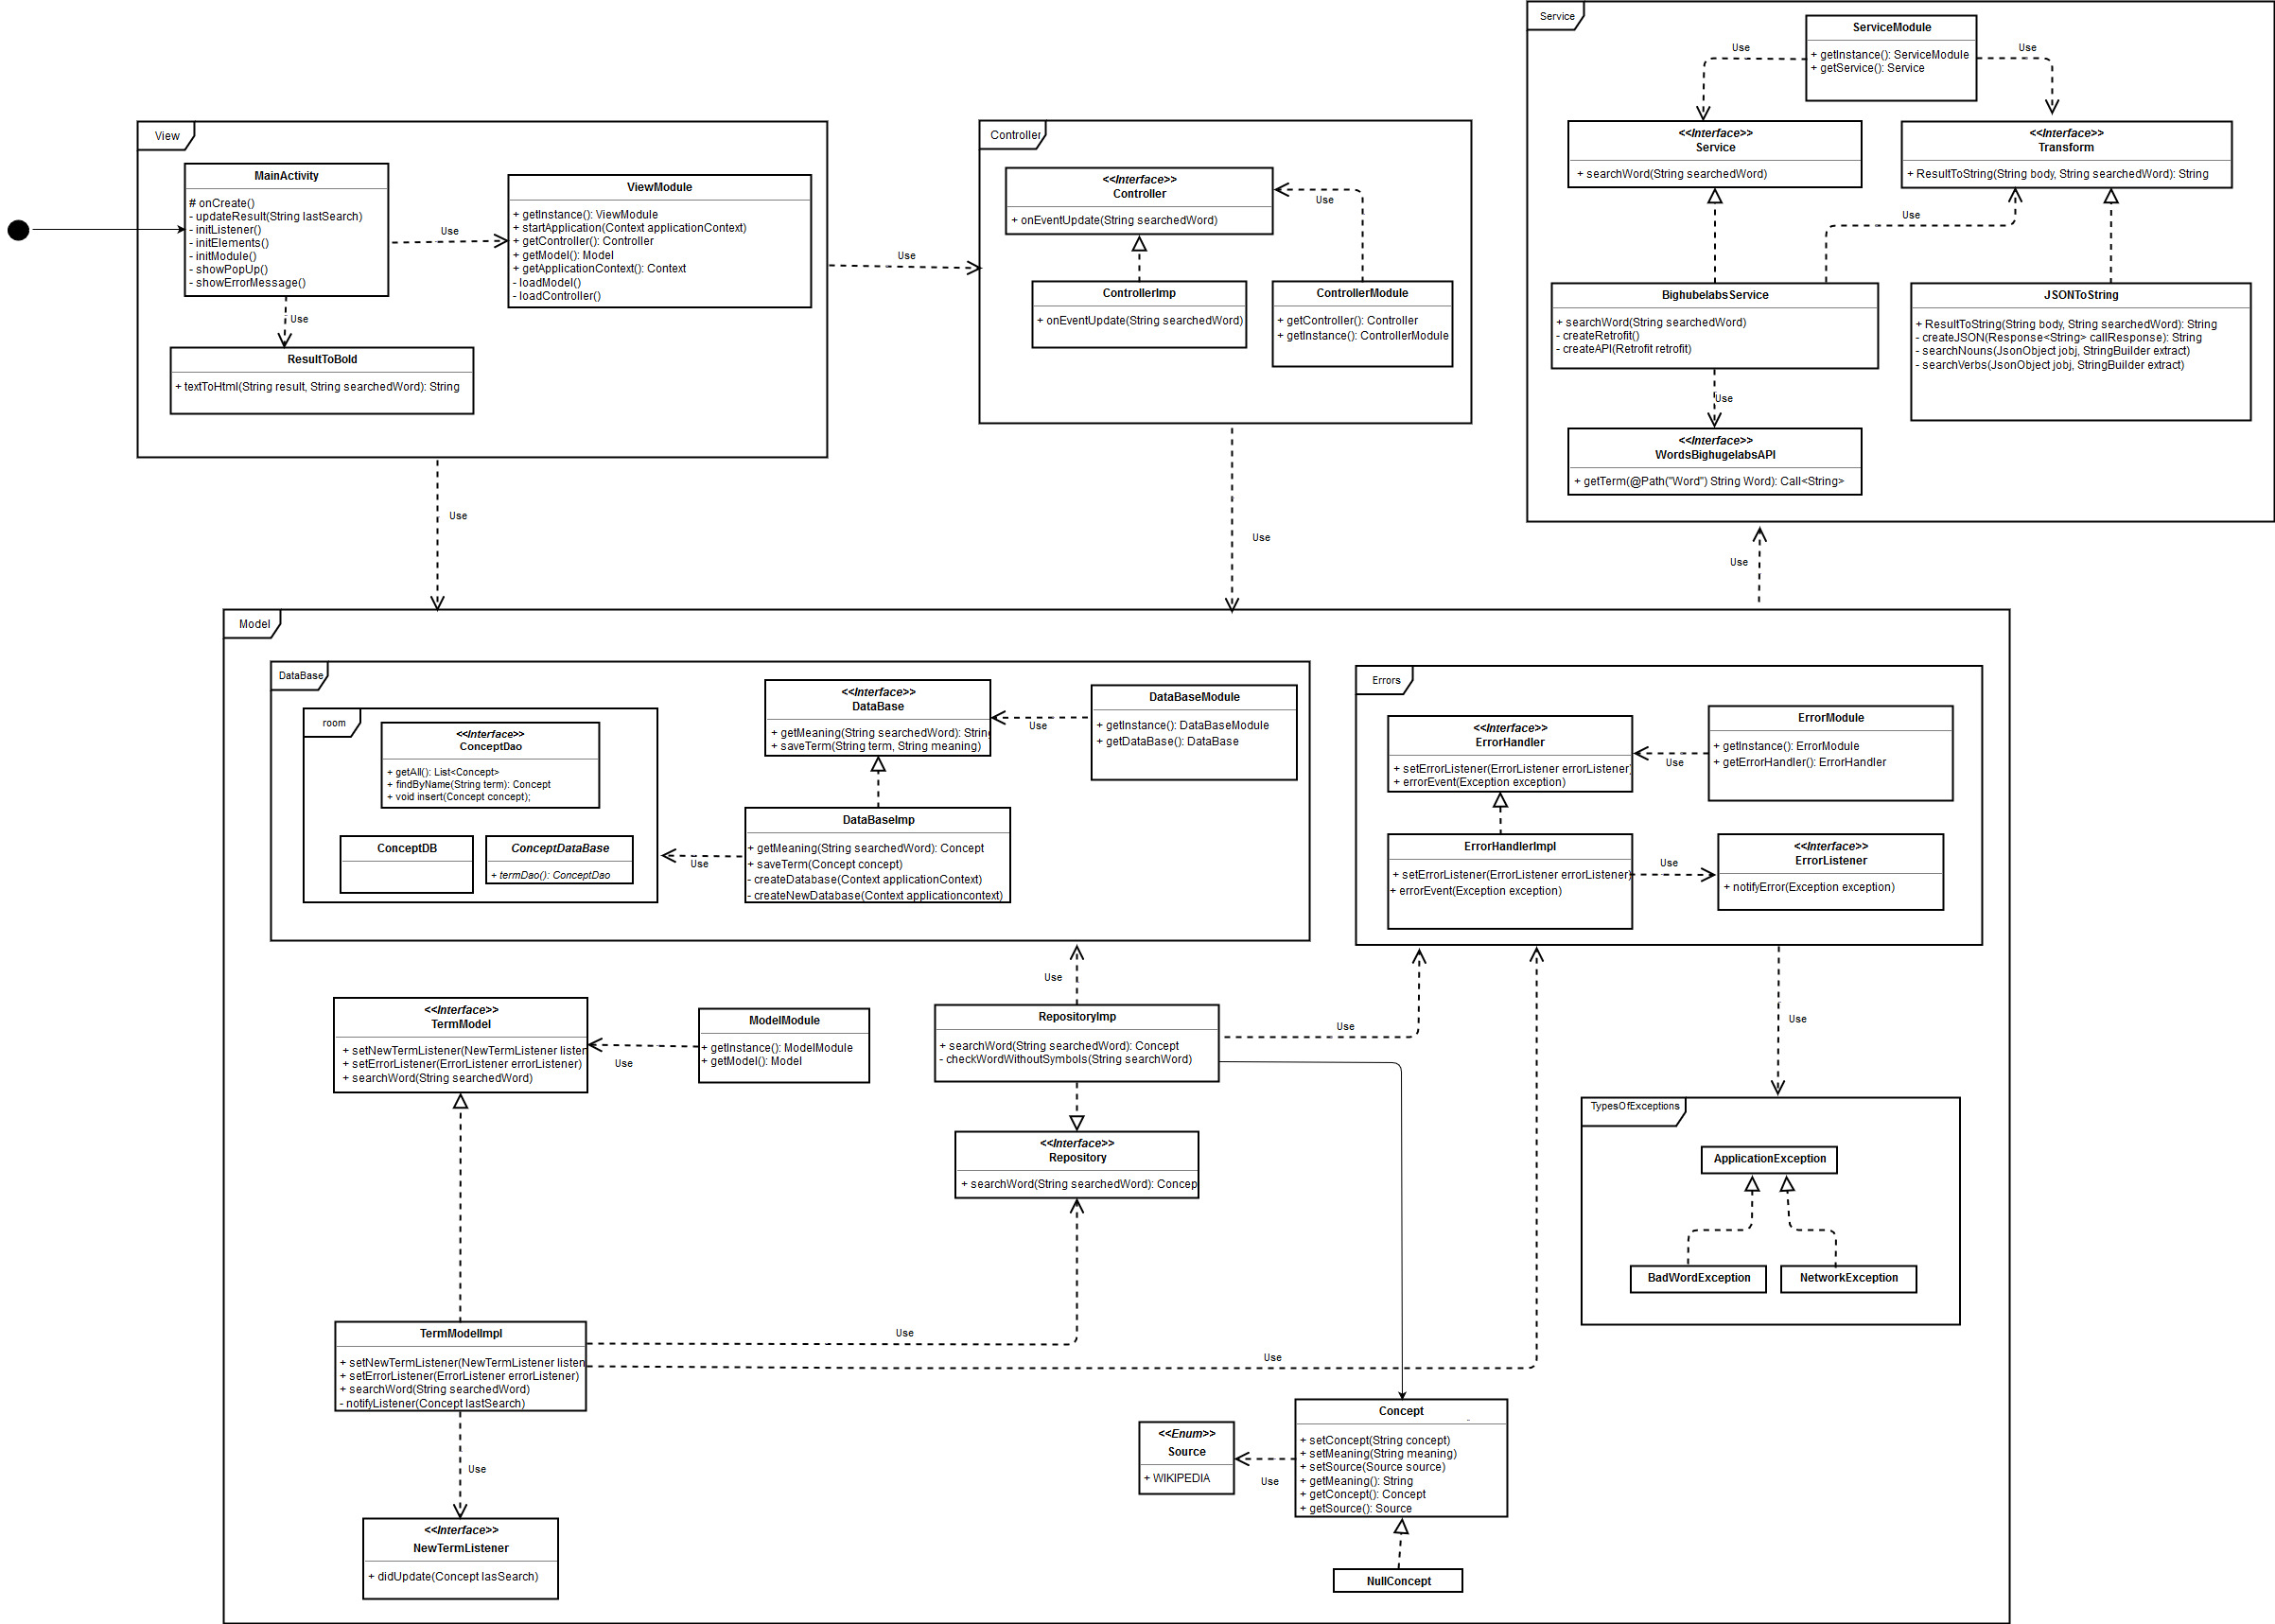 View
MainActivity
# onCreate()
- updateResult(String lastSearch)
- initListener()
- initElements()
- initModule()
- showPopUp()
- showErrorMessage()
Use
ViewModule
+ getInstance(): ViewModule
+ startApplication(Context applicationContext)
+ getController(): Controller
+ getModel(): Model
+ getApplicationContext(): Context
- loadModel()
- loadController()
Use
ResultToBold
+ textToHtml(String result, String searchedWord): String
Use
Controller
<<Interface>>
Controller
+ onEventUpdate(String searchedWord)
Use
ControllerImp
+ onEventUpdate(String searchedWord)
ControllerModule
+ getController(): Controller
+ getInstance(): ControllerModule
Service
ServiceModule
+ getInstance(): ServiceModule
+ getService(): Service
Use
Use
<<Interface>>
Service
+ searchWord(String searchedWord)
<<Interface>>
Transform
+ ResultToString(String body, String searchedWord): String
Use
BighubelabsService
+ searchWord(String searchedWord)
- createRetrofit()
- createAPI(Retrofit retrofit)
JSONToString
+ ResultToString(String body, String searchedWord): String
- createJSON(Response<String> callResponse): String
- searchNouns(JsonObject jobj, StringBuilder extract)
- searchVerbs(JsonObject jobj, StringBuilder extract)
Use
<<Interface>>
WordsBighugelabsAPI
+ getTerm(@Path("Word") String Word): Call<String>
Use
Use
Use
Model
DataBase
room
<<Interface>>
ConceptDao
+ getAll(): List<Concept>
+ findByName(String term): Concept
+ void insert(Concept concept);
ConceptDB
ConceptDataBase
+ termDao(): ConceptDao
<<Interface>>
DataBase
+ getMeaning(String searchedWord): String
+ saveTerm(String term, String meaning)
Use
DataBaseModule
+ getInstance(): DataBaseModule
+ getDataBase(): DataBase
Use
DataBaseImp
+ getMeaning(String searchedWord): Concept
+ saveTerm(Concept concept)
- createDatabase(Context applicationContext)
- createNewDatabase(Context applicationcontext)
Errors
<<Interface>>
ErrorHandler
+ setErrorListener(ErrorListener errorListener)
+ errorEvent(Exception exception)
Use
ErrorModule
+ getInstance(): ErrorModule
+ getErrorHandler(): ErrorHandler
ErrorHandlerImpl
+ setErrorListener(ErrorListener errorListener)
+ errorEvent(Exception exception)
Use
<<Interface>>
ErrorListener
+ notifyError(Exception exception)
Use
<<Interface>>
TermModel
+ setNewTermListener(NewTermListener listen
+ setErrorListener(ErrorListener errorListener)
+ searchWord(String searchedWord)
Use
ModelModule
+ getInstance(): ModelModule
+ getModel(): Model
RepositoryImp
+ searchWord(String searchedWord): Concept
- checkWordWithoutSymbols(String searchWord)
Use
Use
<<Interface>>
Repository
+ searchWord(String searchedWord): Concep
TypesOfExceptions
ApplicationException
BadWordException
NetworkException
TermModelImpl
+ setNewTermListener(NewTermListener listen
+ setErrorListener(ErrorListener errorListener)
+ searchWord(String searchedWord)
- notifyListener(Concept lastSearch)
Use
Use
Use
<<Interface>>
NewTermListener
+ didUpdate(Concept lasSearch)
<<Enum>>
Source
+ WIKIPEDIA
Use
Concept
+ setConcept(String concept)
+ setMeaning(String meaning)
+ setSource(Source source)
+ getMeaning(): String
+ getConcept(): Concept
+ getSource(): Source
NullConcept